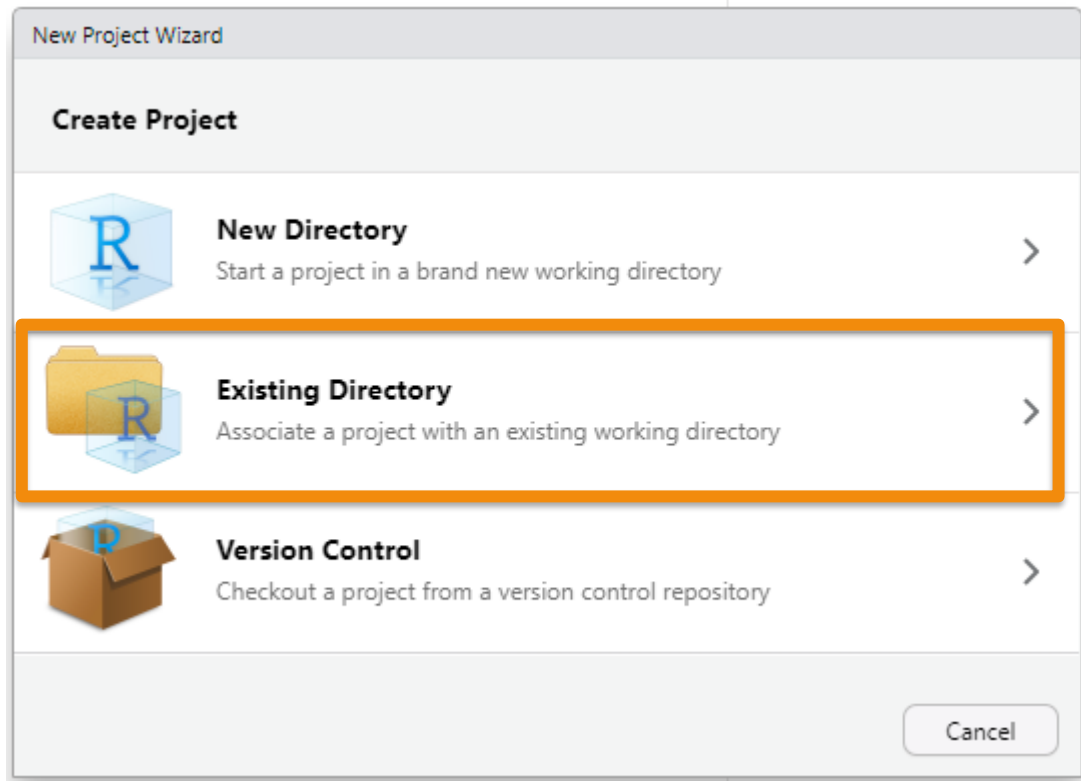 New Project Wizard
Create Project
R
New Directory
Start a project in a brand new working directory
R
Existing Directory
Associate a project with an existing working directory
R
Version Control
Checkout a project from a version control repository
Cancel